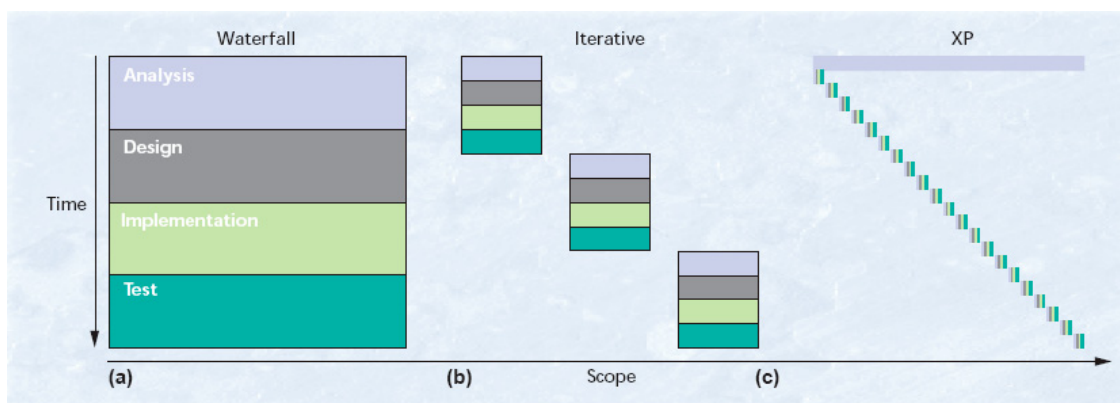 Waterfall
Iterative
XP
Analysis
Design
Time
Implementation
Test
(a)
(b)
Scope
(c)